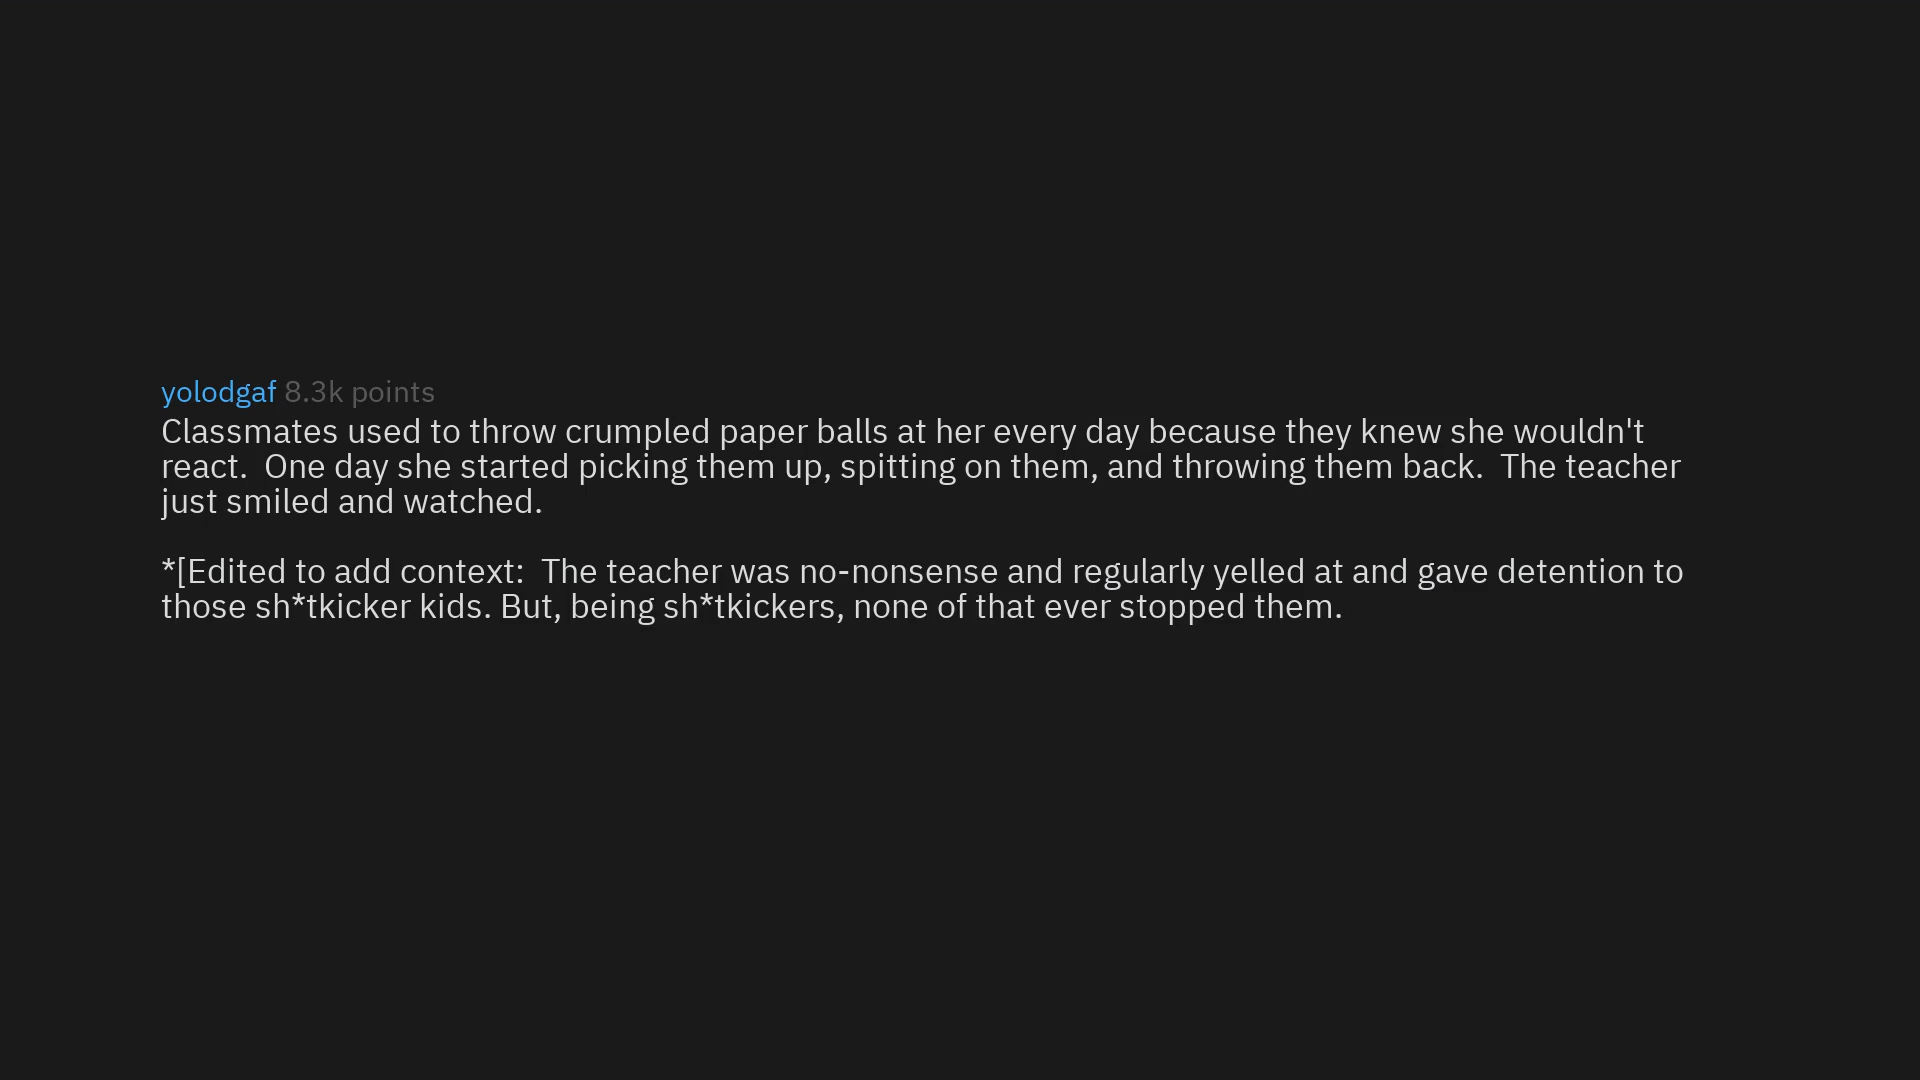 yolodgaf 8.3k points
Classmates used to throw crumpled paper balls at her every day because they knew she wouldn't
react.  One day she started picking them up, spitting on them, and throwing them back.  The teacher
just smiled and watched.
*[Edited to add context:  The teacher was no-nonsense and regularly yelled at and gave detention to
those sh*tkicker kids. But, being sh*tkickers, none of that ever stopped them.